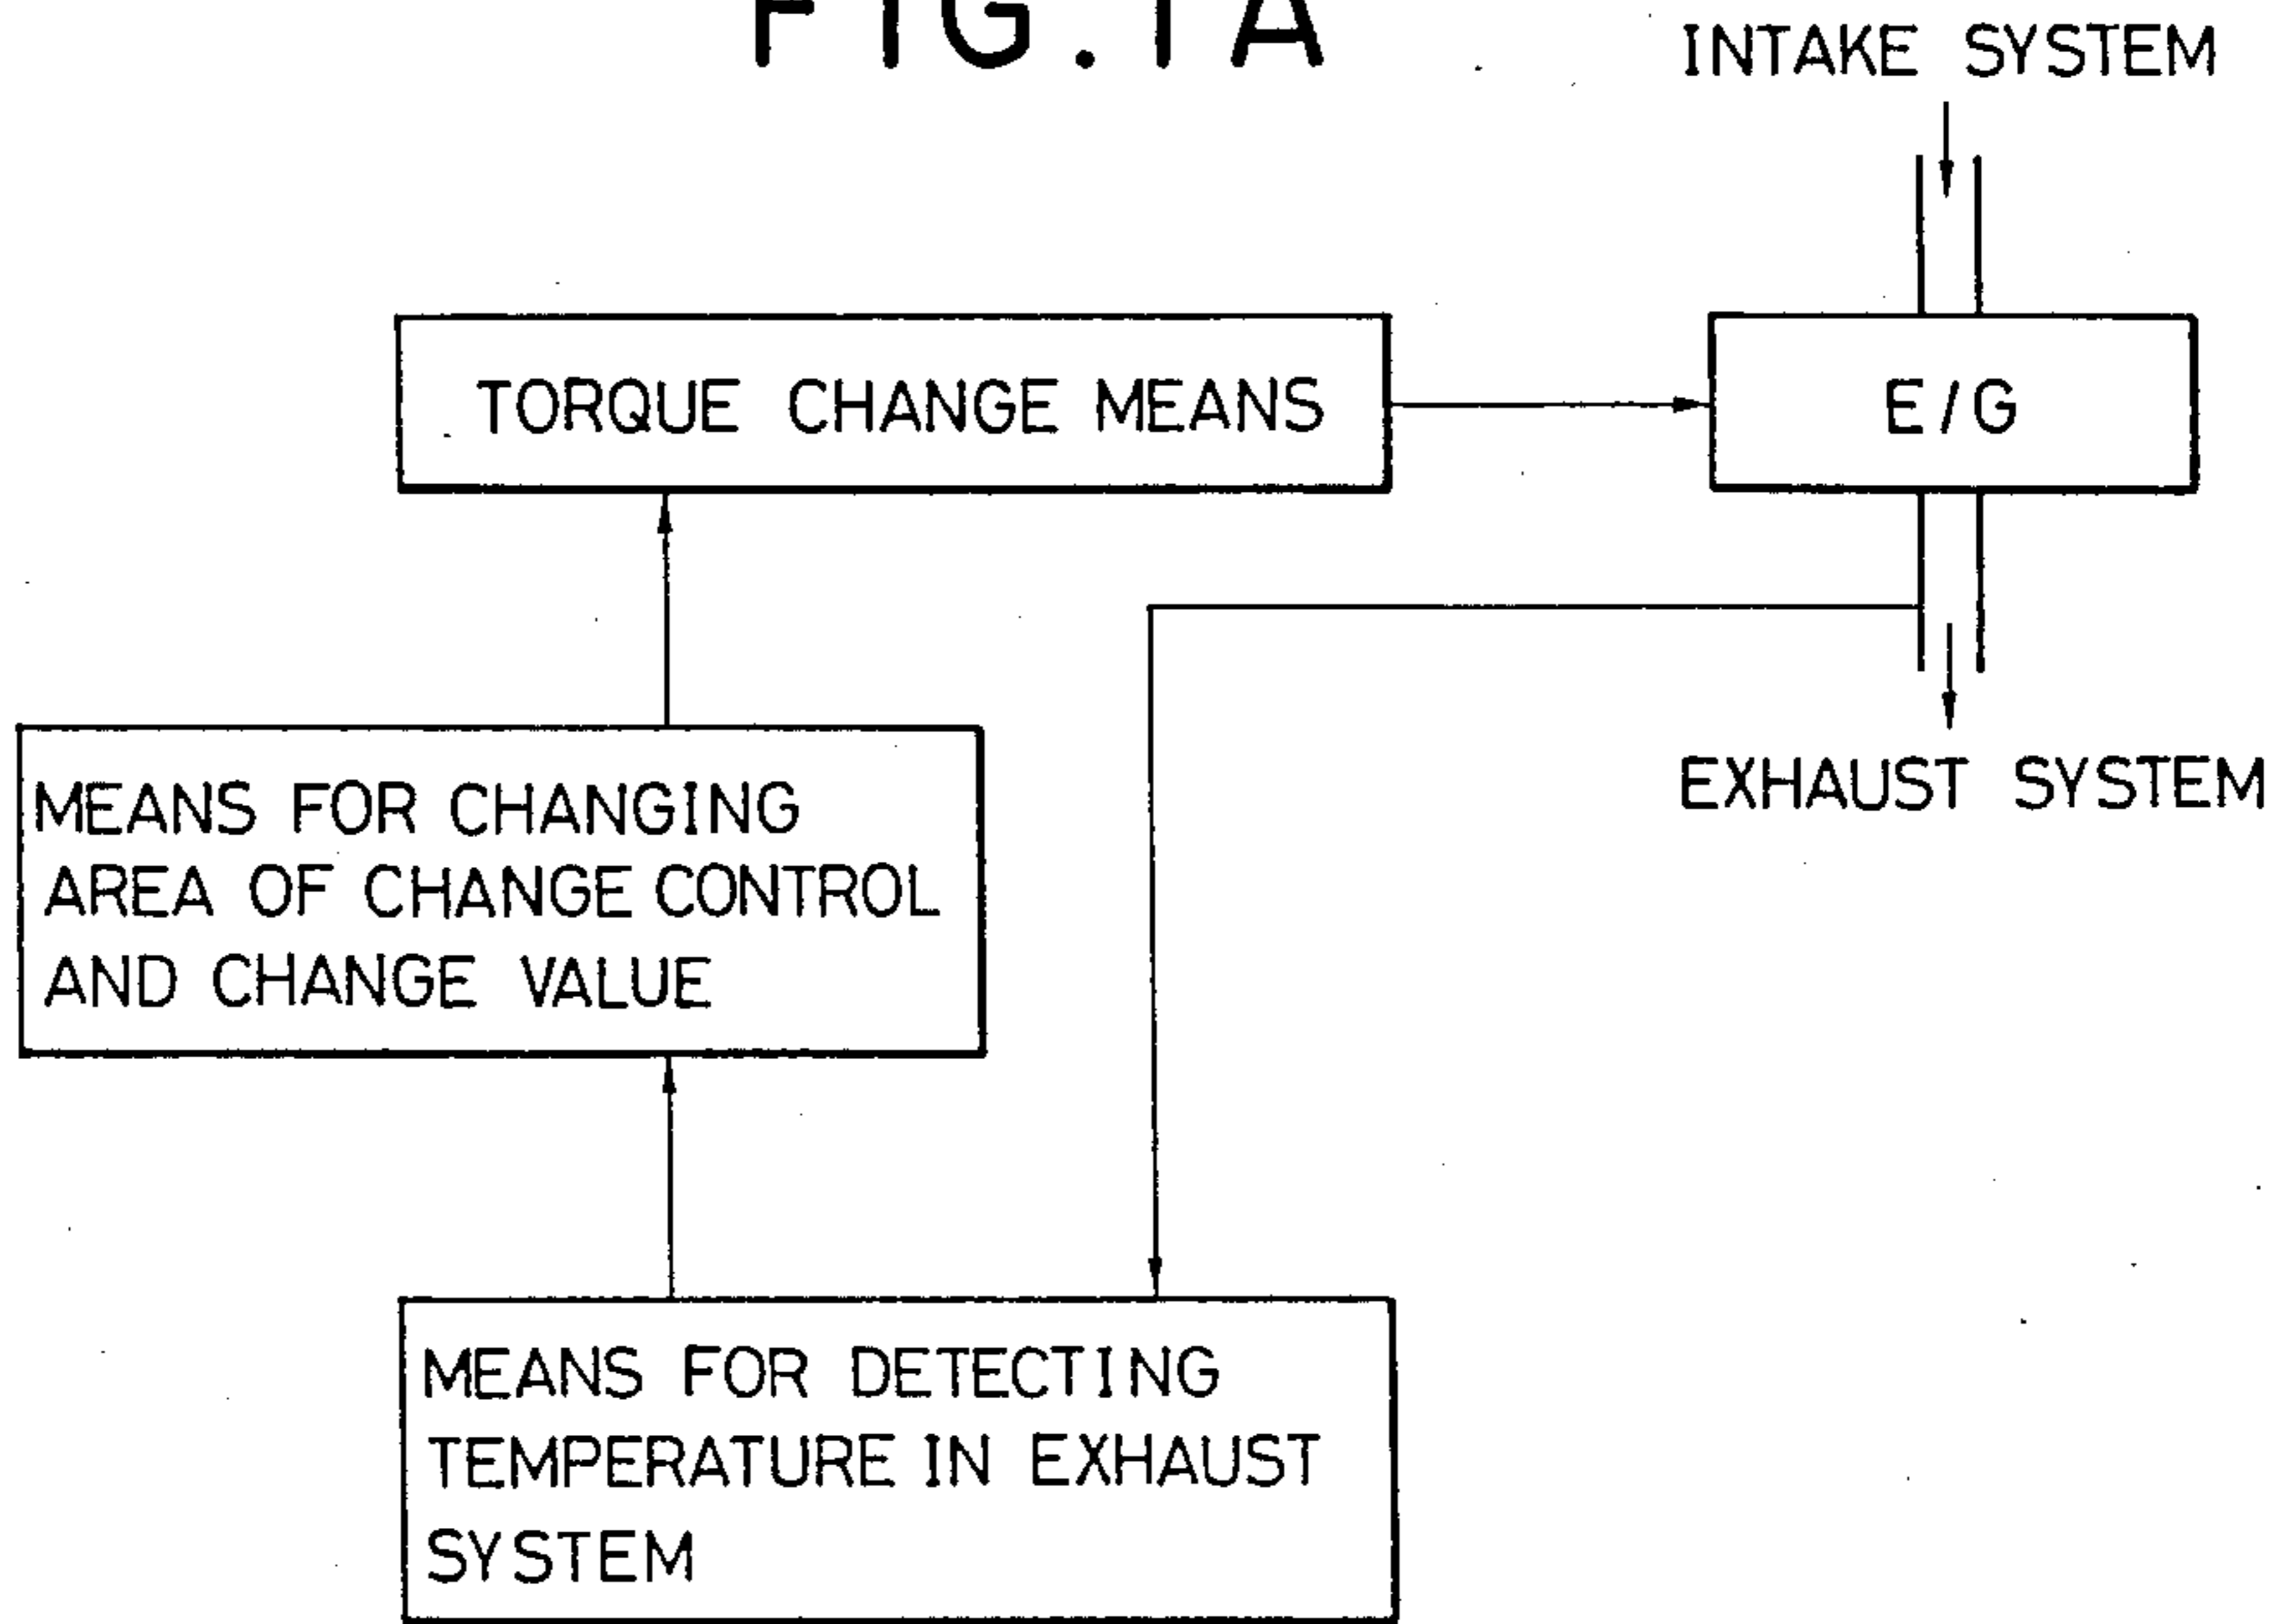 FIG.1A
INTAKE SYSTEM
TORQUE CHANGE MEANS
E/G
EXHAUST SYSTEM
MEANS FOR CHANGING
AREA OF CHANGE CONTROL
AND CHANGE VALUE
MEANS FOR DETECTING
TEMPERATURE IN EXHAUST
SYSTEM